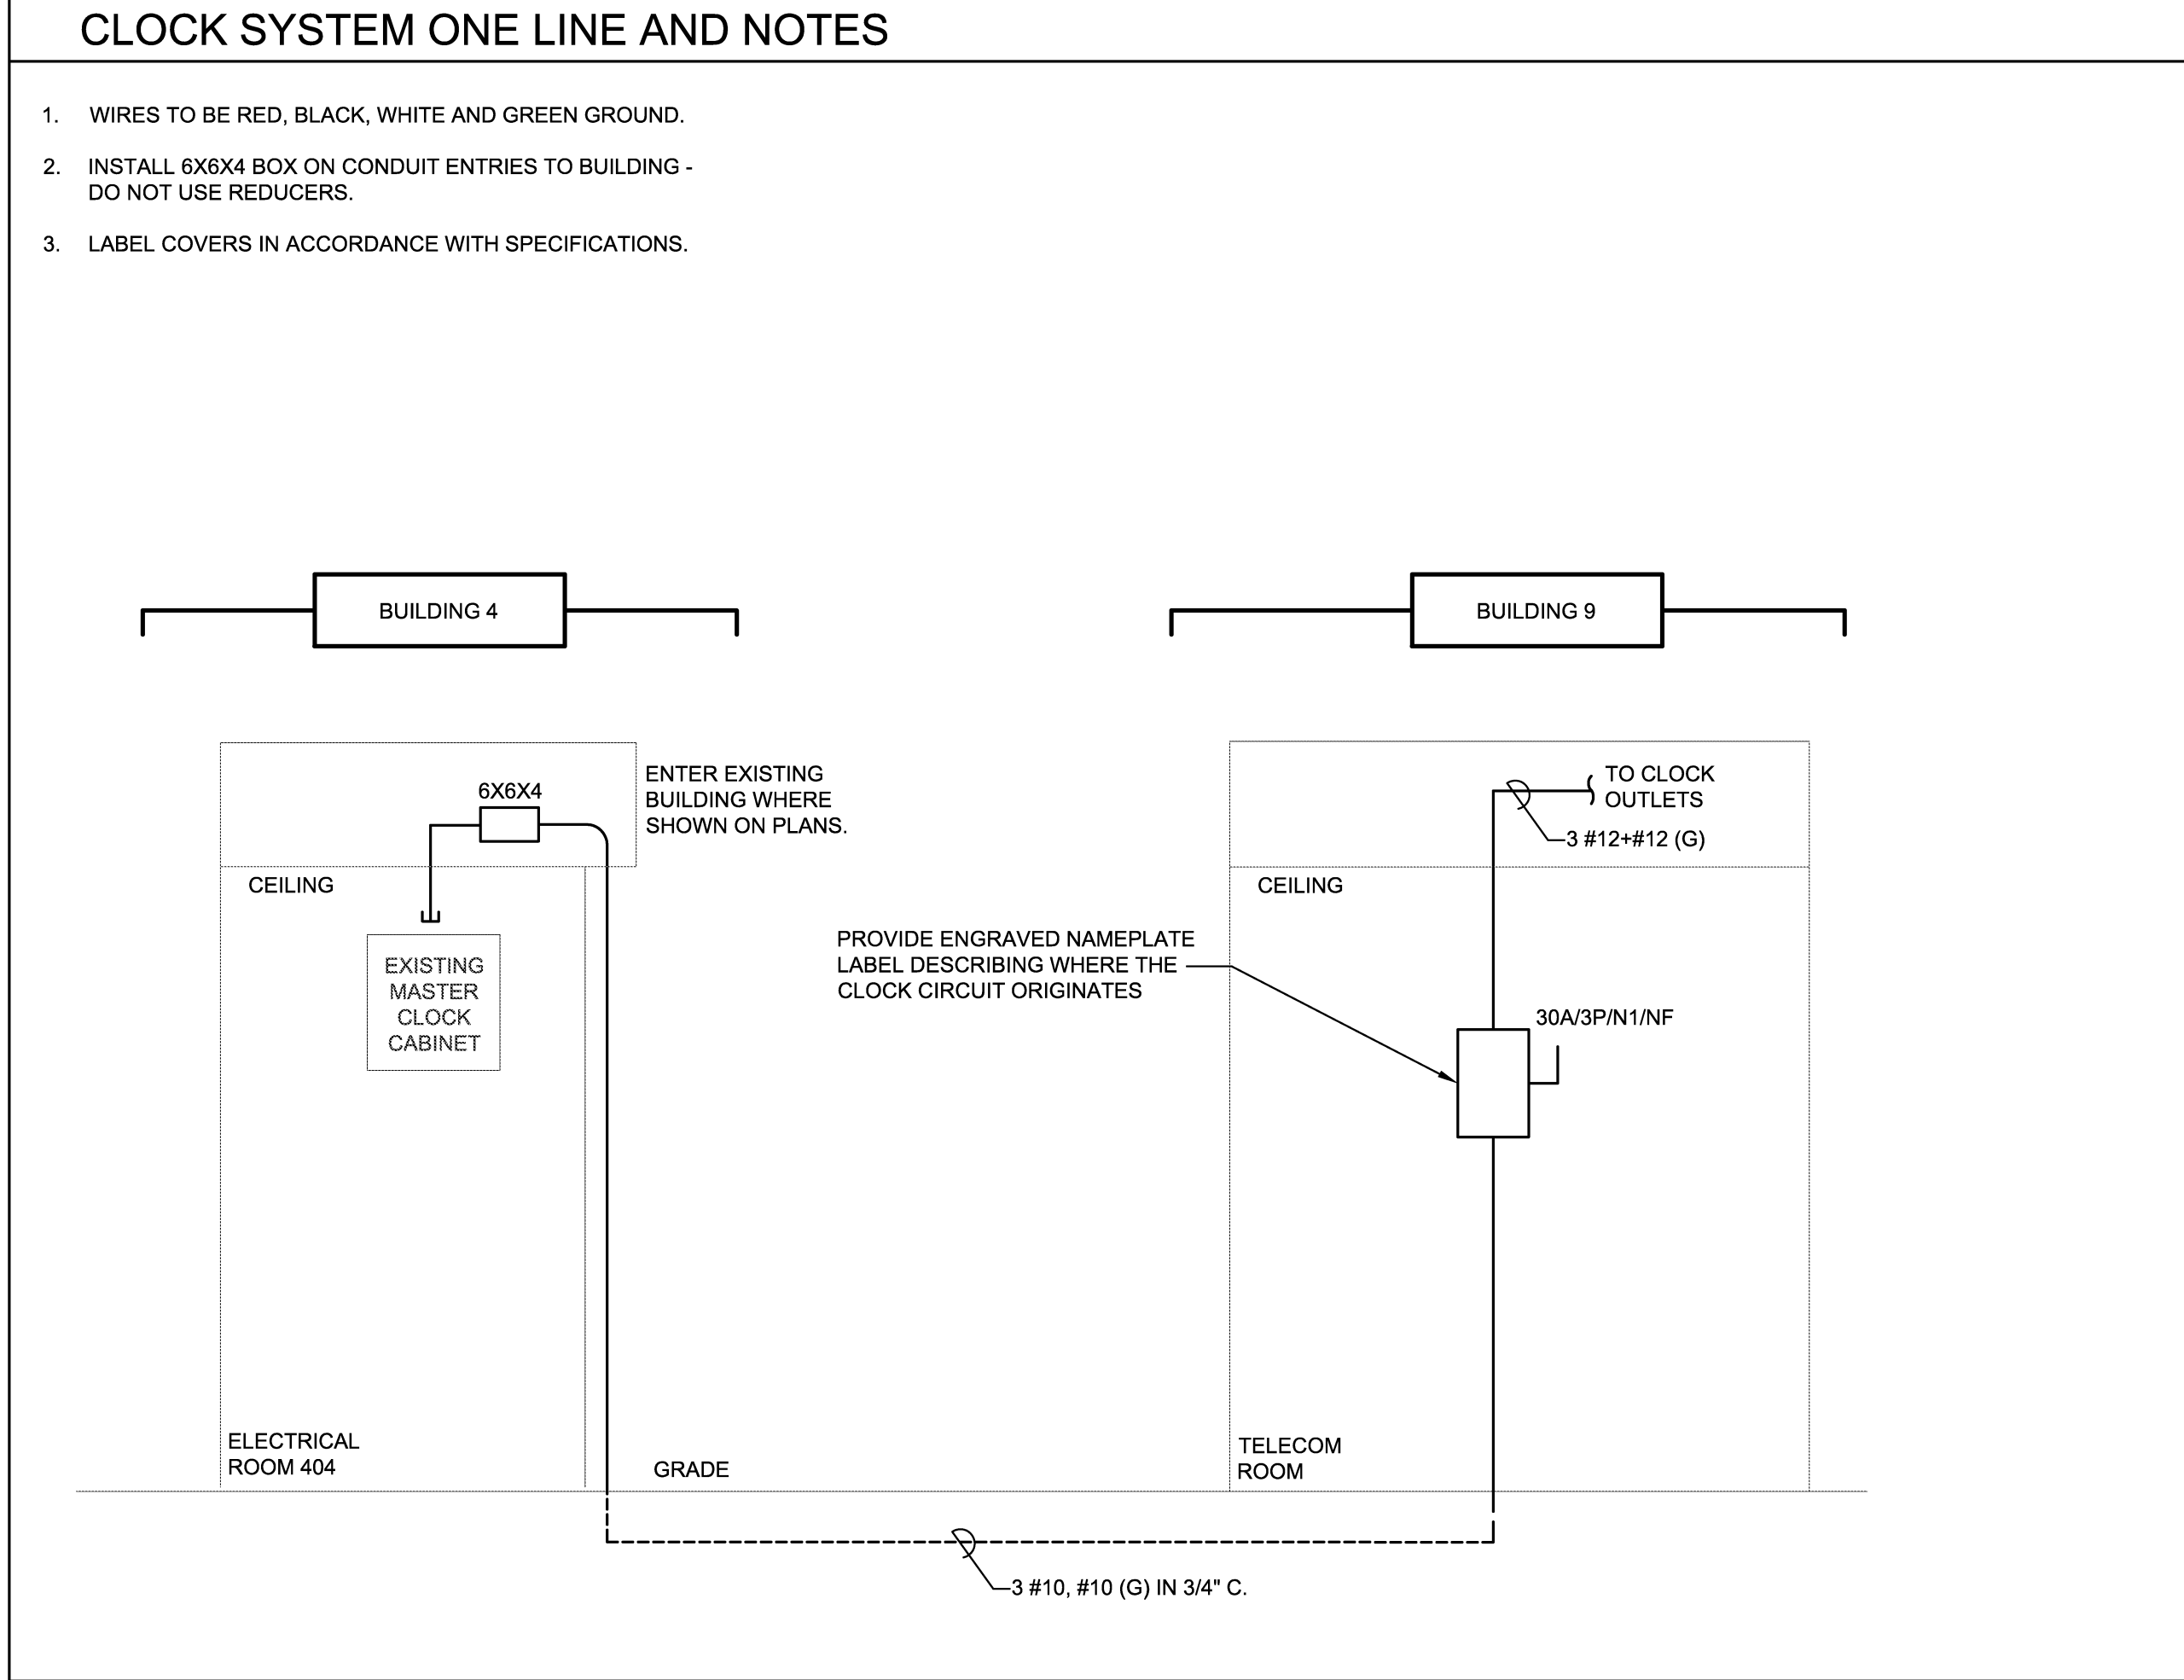 CLOCK SYSTEM ONE LINE AND NOTES
1. WIRES TO BE RED, BLACK, WHITE AND GREEN GROUND.
2. INSTALL 6X6X4 BOX ON CONDUIT ENTRIES TO BUILDING -
DO NOT USE REDUCERS.
3. LABEL COVERS IN ACCORDANCE WITH SPECIFICATIONS.
BUILDING 4
BUILDING 9
6X6X4
ENTER EXISTING
BUILDING WHERE
SHOWN ON PLANS.
CEILING
EXISTING
MASTER
CLOCK
CABINET
ELECTRICAL
ROOM 404
GRADE
TO CLOCK
OUTLETS
3 #12+#12 (G)
CEILING
PROVIDE ENGRAVED NAMEPLATE
LABEL DESCRIBING WHERE THE
CLOCK CIRCUIT ORIGINATES
30A/3P/N1/NF
TELECOM
ROOM
3 #10, #10 (G) IN 3/4" C.